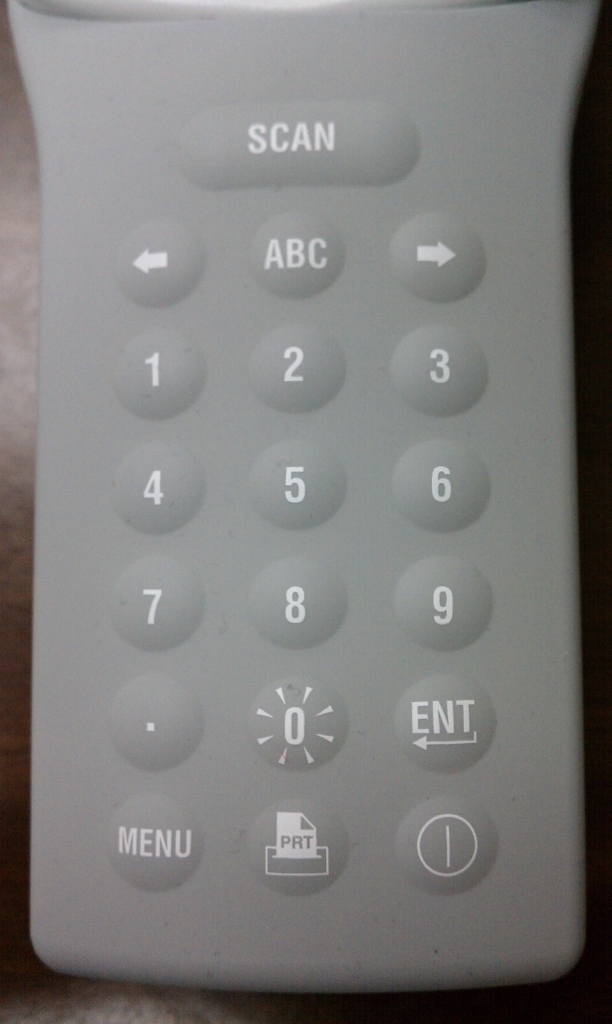 SCAN
ABC
1 2 3
4 5 6
7 8 9
. 0 ENT
MENU PRT